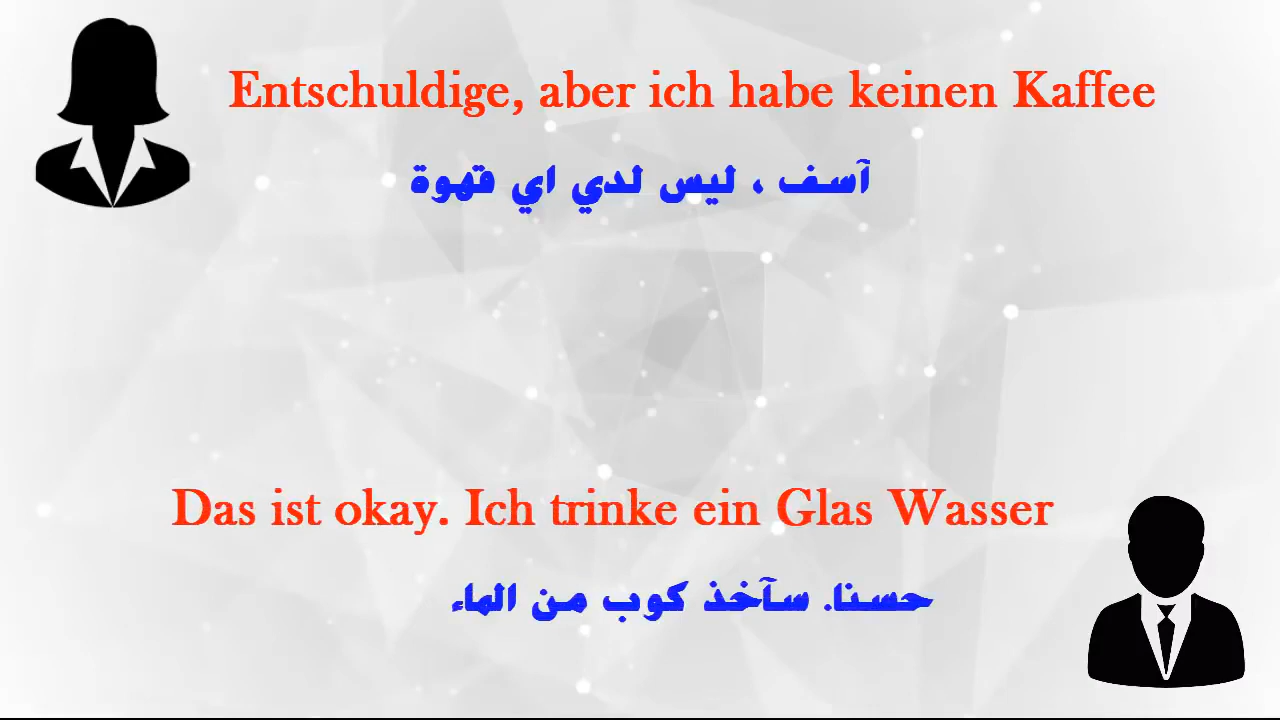 Entschuldige, aber ich habe keinen Kaffee
آسف ، ليس لدي اي قهوة
Das ist okay. Ich trinke ein Glas Wasser
حسنا. سآخذ كوب من الماء